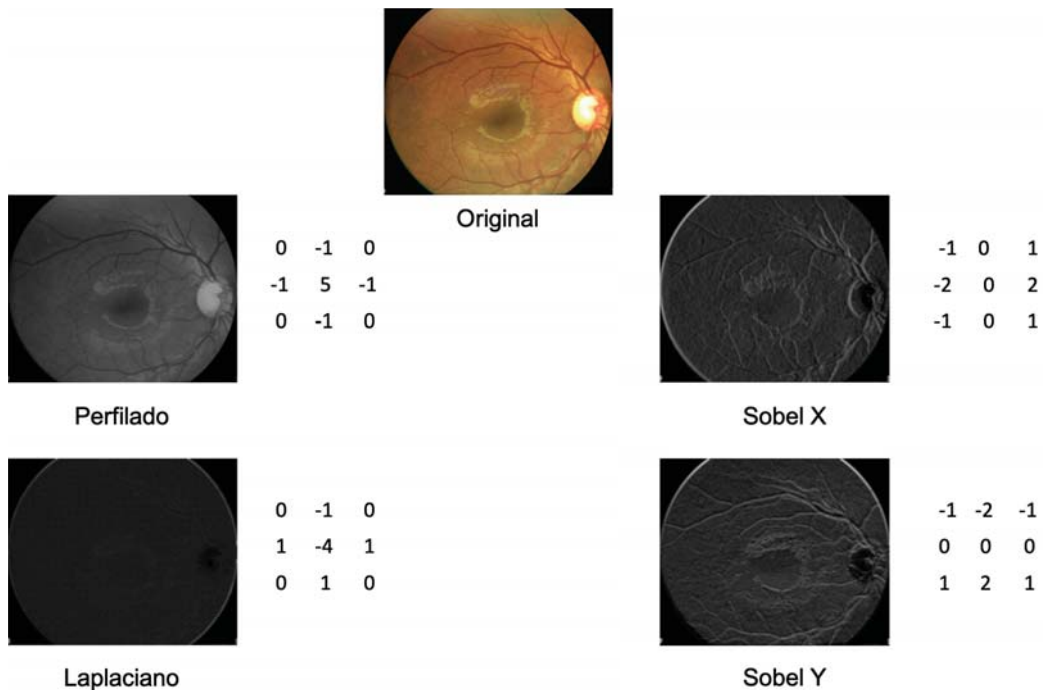 Original
0 -1 0
-1 5 -1
0 -1 0
Perfilado
-1 0 1
-2 0 2
-1 0 1
Sobel X
0 -1 0
1 -4 1
0 1 0
Laplaciano
-1 -2 -1
0 0 0
1 2 1
Sobel Y